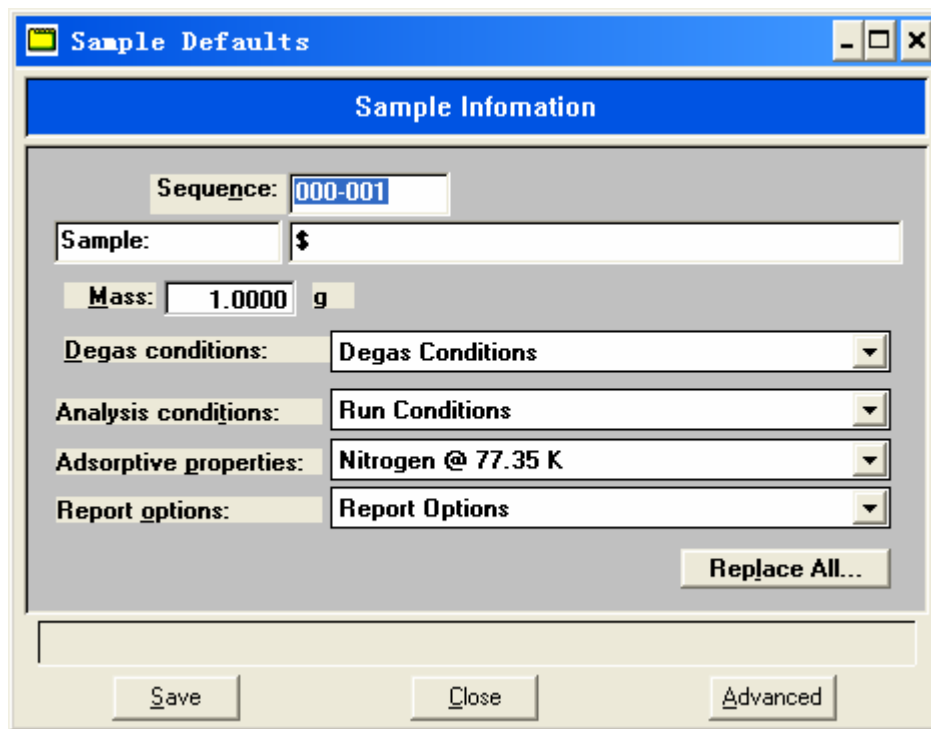 Sample Defaults
Sample Infomation
Sequence: 000-001
Sample: $
Mass: 1.0000 g
Degas conditions: Degas Conditions
Analysis conditions: Run Conditions
Adsorptive properties: Nitrogen @ 77.35 K
Report options: Report Options
Replace All...
Save Close Advanced